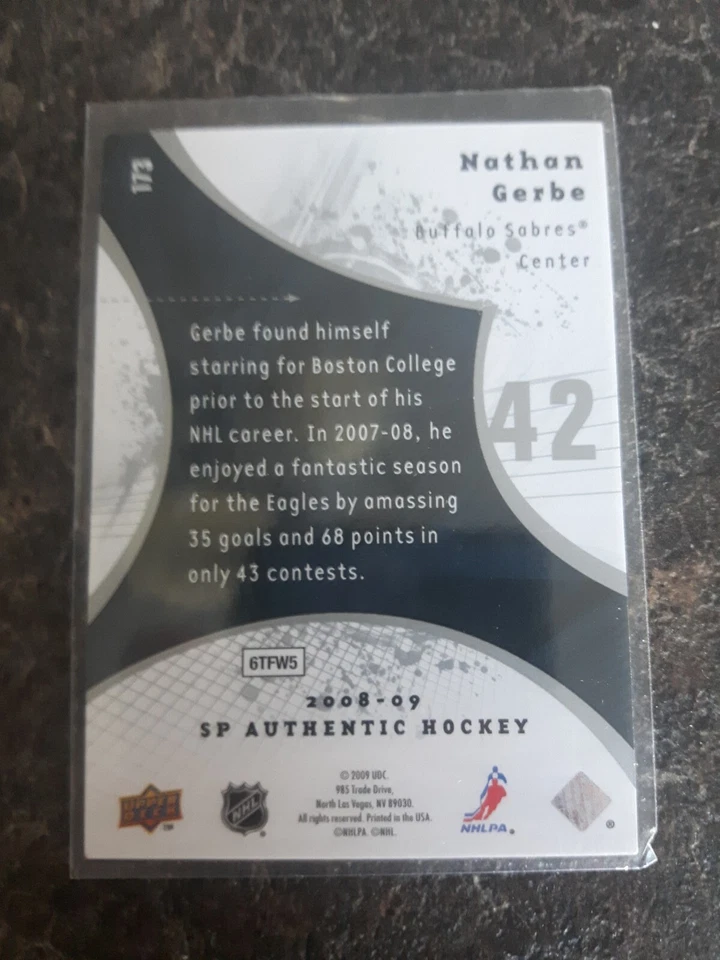 173
Nathan
Gerbe
Buffalo Sabres®
Center
42
Gerbe found himself
starring for Boston College
prior to the start of his
NHL career. In 2007-08, he
enjoyed a fantastic season
for the Eagles by amassing
35 goals and 68 points in
only 43 contests.
6TFW5
2008-09
SP AUTHENTIC HOCKEY
© 2009 UDC.
985 Trade Drive,
North Las Vegas, NV 89030.
All rights reserved. Printed in the USA.
©NHLPA. ©NHL.
UPPER
DECK
NHL
NHLPA.
®